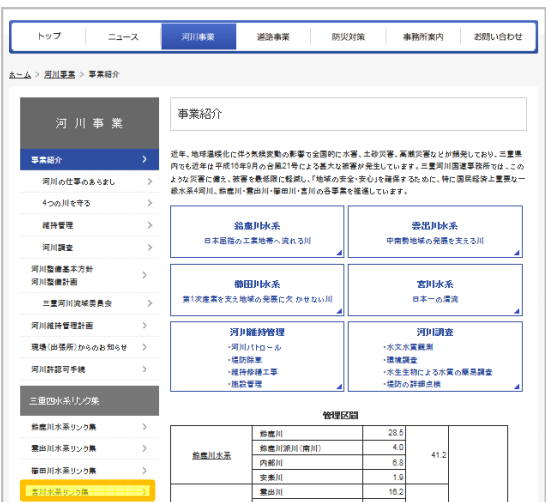 トップ
ニュース
河川事業
道路事業
防災対策
事務所案内
お問い合わせ
ホーム > 河川事業 > 事業紹介
河川事業
事業紹介
河川の仕事のあらまし
4つの川を守る
維持管理
河川調査
河川整備基本方針
河川整備計画
三重河川流域委員会
河川維持管理計画
現場(出張所)からのお知らせ
河川許認可手続
三重四水系リンク集
鈴鹿川水系リンク集
雲出川水系リンク集
櫛田川水系リンク集
宮川水系リンク集
事業紹介
近年、地球温暖化に伴う気候変動の影響で全国的に水害、土砂災害、高潮災害などが頻発しており、三重県
内でも近年は平成16年9月の台風21号による甚大な被害が発生しています。三重河川国道事務所では、この
ような災害に備え、被害を最低限に軽減し、「地域の安全・安心」を確保するために、特に国民経済上重要な一
級水系4河川、鈴鹿川・雲出川・櫛田川・宮川の各事業を推進しています。
鈴鹿川水系
日本屈指の工業地帯へ流れる川
雲出川水系
中南勢地域の発展を支える川
櫛田川水系
第1次産業を支え地域の発展に欠かせない川
宮川水系
日本一の清流
河川維持管理
・河川パトロール
・堤防除草
・維持修繕工事
・施設管理
河川調査
・水文水質観測
・環境調査
・水生生物による水質の簡易調査
・堤防の詳細点検
管理区間
鈴鹿川水系
鈴鹿川 28.5
鈴鹿川派川(南川) 4.0
内部川 6.8
安楽川 1.9
41.2
雲出川 16.2